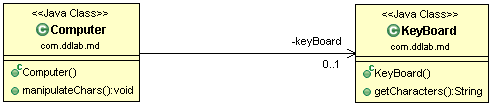 <<Java Class>>
Computer
com.ddlab.md
Computer()
manipulateChars():void
-keyBoard
0..1
<<Java Class>>
KeyBoard
com.ddlab.md
KeyBoard()
getCharacters():String